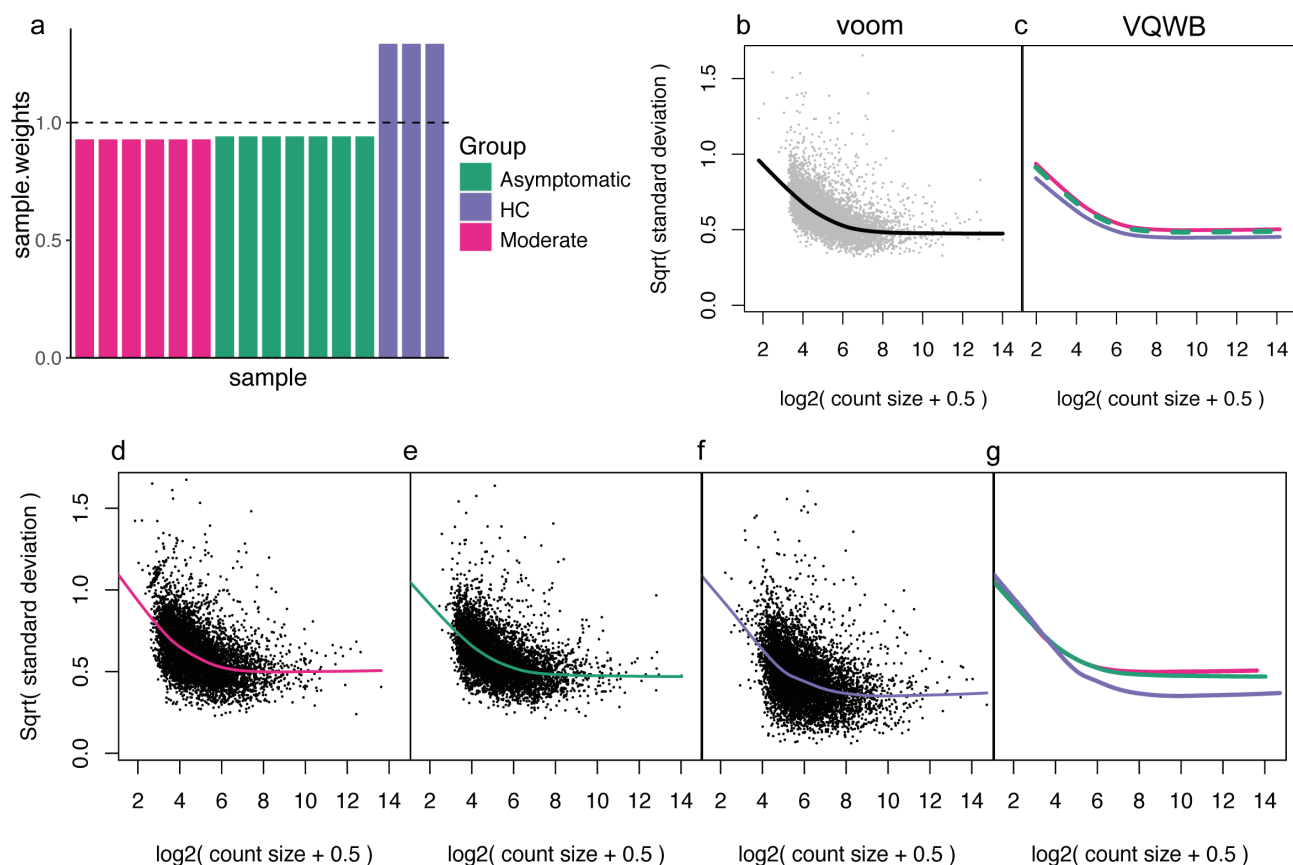 a
sample.weights
1.0
0.5
0.0
sample
Group
Asymptomatic
HC
Moderate
b voom
c VQWB
Sqrt( standard deviation )
1.5
1.0
0.5
0.0
2 4 6 8 10 12 14
2 4 6 8 10 12 14
log2( count size + 0.5 )
log2( count size + 0.5 )
d e f g
Sqrt( standard deviation )
1.5
1.0
0.5
0.0
2 4 6 8 10 12 14
2 4 6 8 10 12 14
2 4 6 8 10 12 14
2 4 6 8 10 12 14
log2( count size + 0.5 )
log2( count size + 0.5 )
log2( count size + 0.5 )
log2( count size + 0.5 )